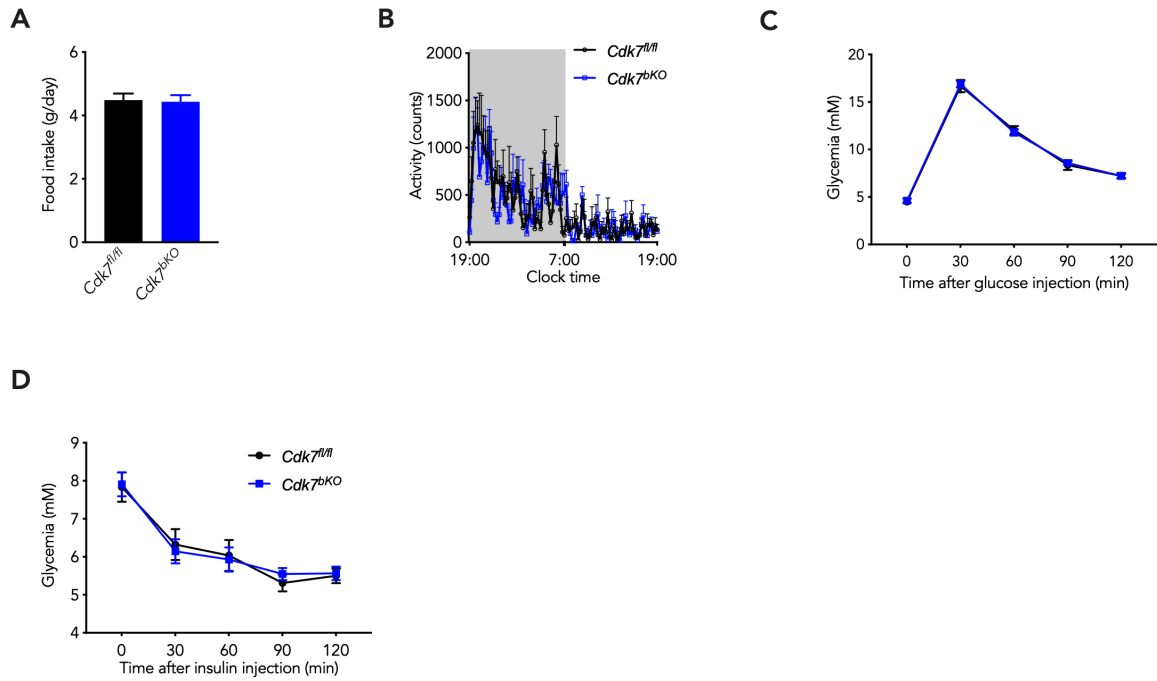 A
6
4
2
0
Food intake (g/day)
Cdk7fl/fl
Cdk7bKO
B
2000
1500
1000
500
0
Activity (counts)
19:00
7:00
19:00
Clock time
Cdk7fl/fl
Cdk7bKO
C
20
15
10
5
0
Glycemia (mM)
0 30 60 90 120
Time after glucose injection (min)
D
9
8
7
6
5
4
Glycemia (mM)
0 30 60 90 120
Time after insulin injection (min)
Cdk7fl/fl
Cdk7bKO